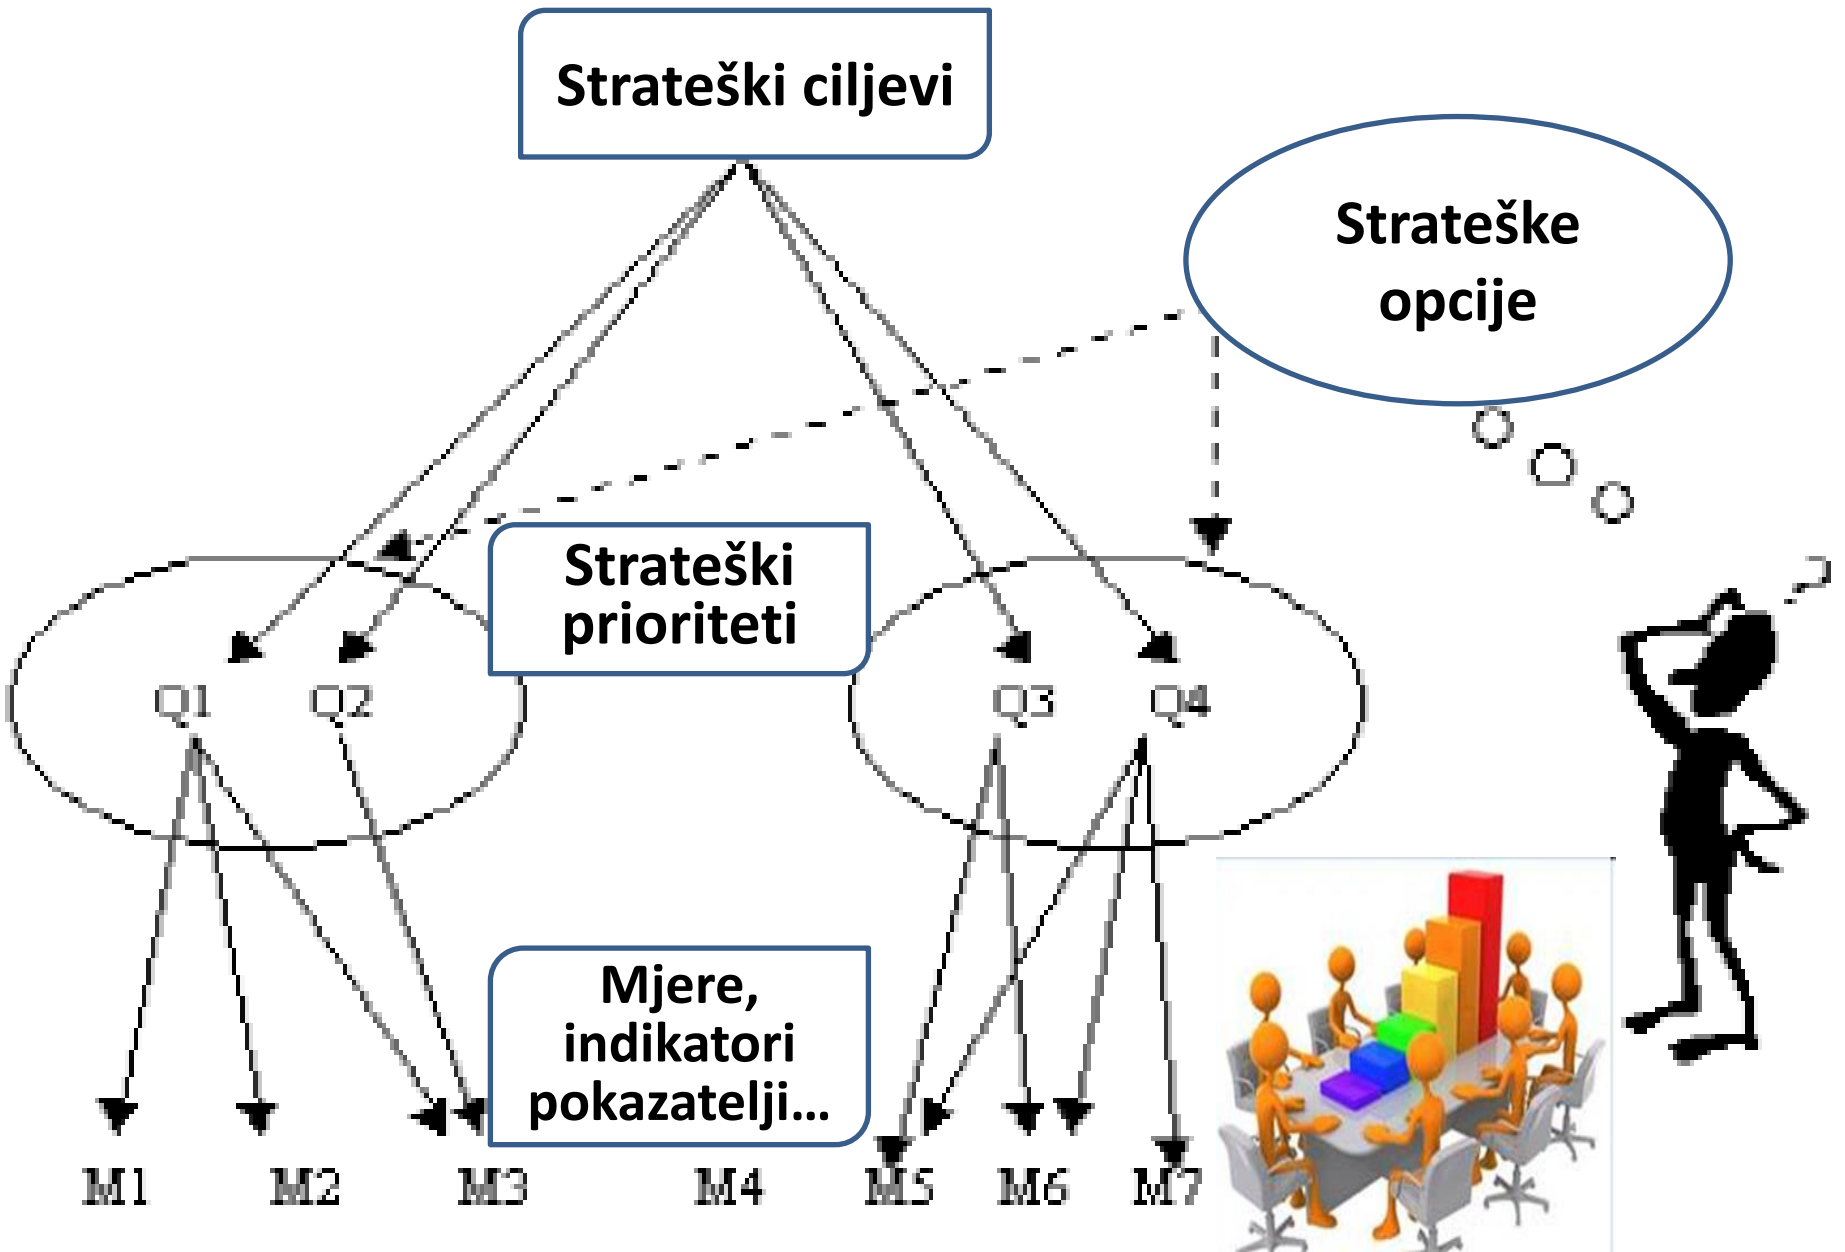 Strateški ciljevi
Strateške
opcije
Strateški
prioriteti
?
Q1 Q2 Q3 Q4
Mjere,
indikatori
pokazatelji...
M1 M2 M3 M4 M5 M6 M7